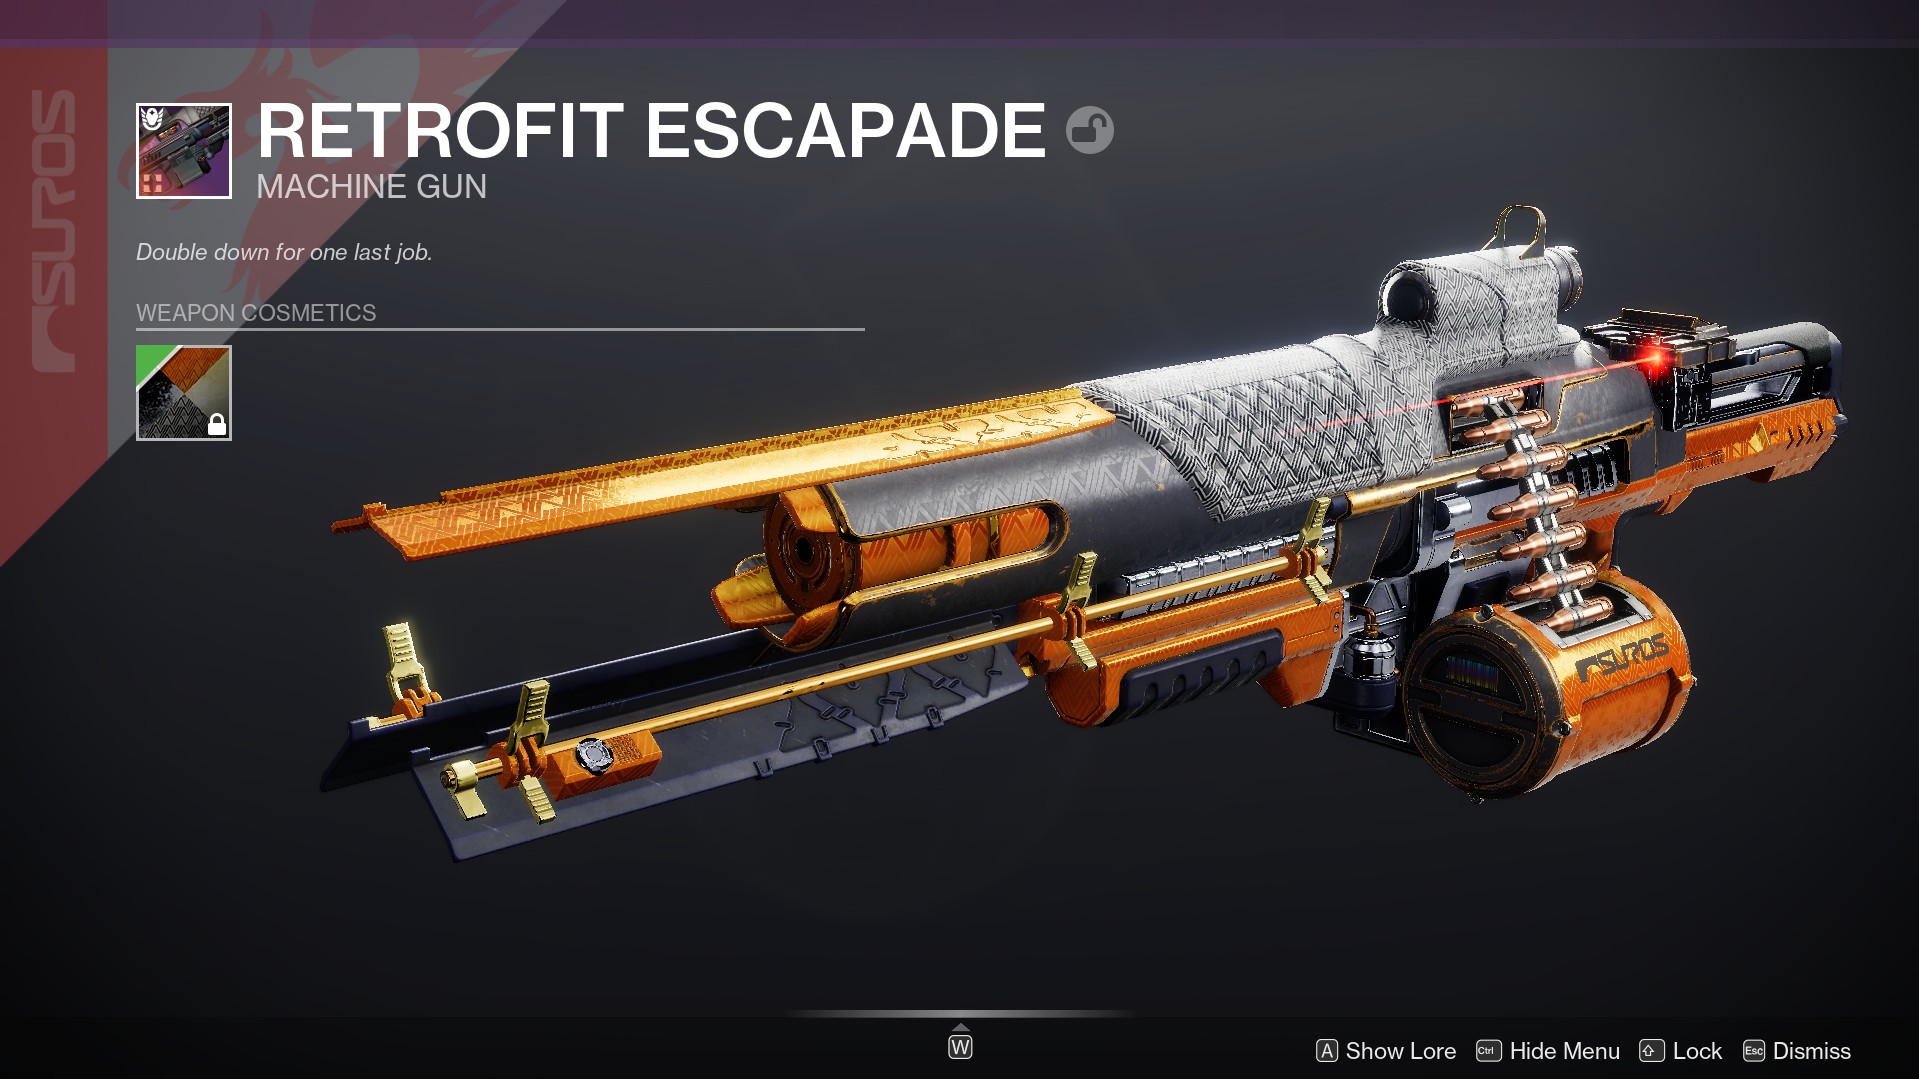 SUROS
RETROFIT ESCAPADE
MACHINE GUN
Double down for one last job.
WEAPON COSMETICS
SUROS
W
A Show Lore Ctrl Hide Menu Lock Esc Dismiss